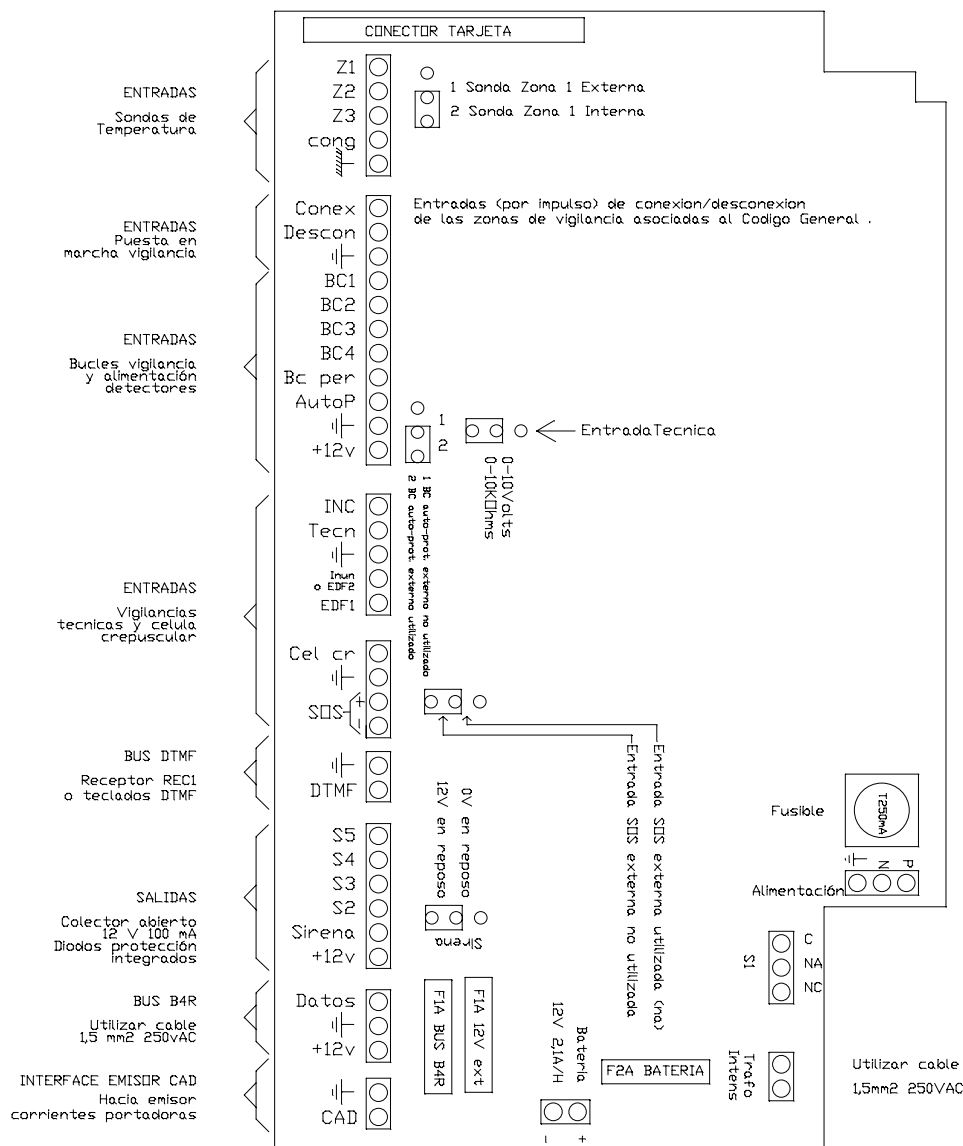 CONECTOR TARJETA
ENTRADAS
Sondas de
Temperatura
Z1
Z2
Z3
cong
1 Sonda Zona 1 Externa
2 Sonda Zona 1 Interna
ENTRADAS
Puesta en
marcha vigilancia
Conex
Descon
Entradas (por impulso) de conexion/desconexion
de las zonas de vigilancia asociadas al Codigo General .
ENTRADAS
Bucles vigilancia
y alimentación
detectores
BC1
BC2
BC3
BC4
Bc per
AutoP
+12v
1
2
1 BC auto-prot externo no utilizado
2 BC auto-prot externo utilizado
EntradaTecnica
0-10Volts
0-10KOhms
ENTRADAS
Vigilancias
tecnicas y celula
crepuscular
INC
Tecn
Inun
o EDF2
EDF1
Cel cr
SOS
+
-
Entrada SOS externa utilizada (na)
Entrada SOS externa no utilizada
BUS DTMF
Receptor REC1
o teclados DTMF
DTMF
SALIDAS
Colector abierto
12 V 100 mA
Diodos protección
integrados
S5
S4
S3
S2
Sirena
+12v
0V en reposo
12V en reposo
Sirena
Fusible
T250mA
P
N
Alimentación
S1
C
NA
NC
BUS B4R
Utilizar cable
1,5 mm2 250vAC
Datos
+12v
F1A BUS B4R
F1A 12V ext
Bateria
12V 2,1A/H
+
-
F2A BATERIA
Trafo
Intens
Utilizar cable
1,5mm2 250VAC
INTERFACE EMISOR CAD
Hacia emisor
corrientes portadoras
CAD